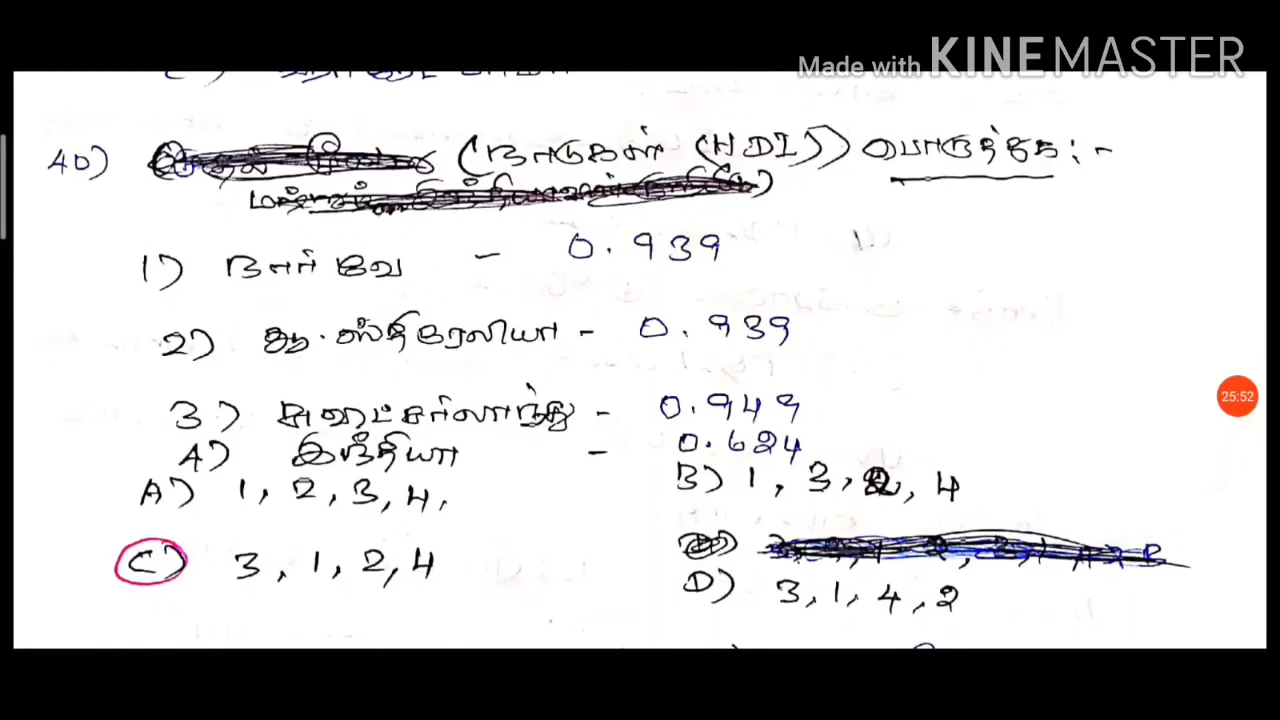 Made with KINEMASTER
40) (நாடுகள் (HDI)) பொருத்துக:-
1) நார்வே - 0.939
2) ஆஸ்திரேலியா - 0.939
3) சுவிட்சர்லாந்து - 0.949
4) இந்தியா - 0.624
A) 1, 2, 3, 4,
B) 1, 3, 2, 4
C) 3, 1, 2, 4
D) 3, 1, 4, 2
25:52